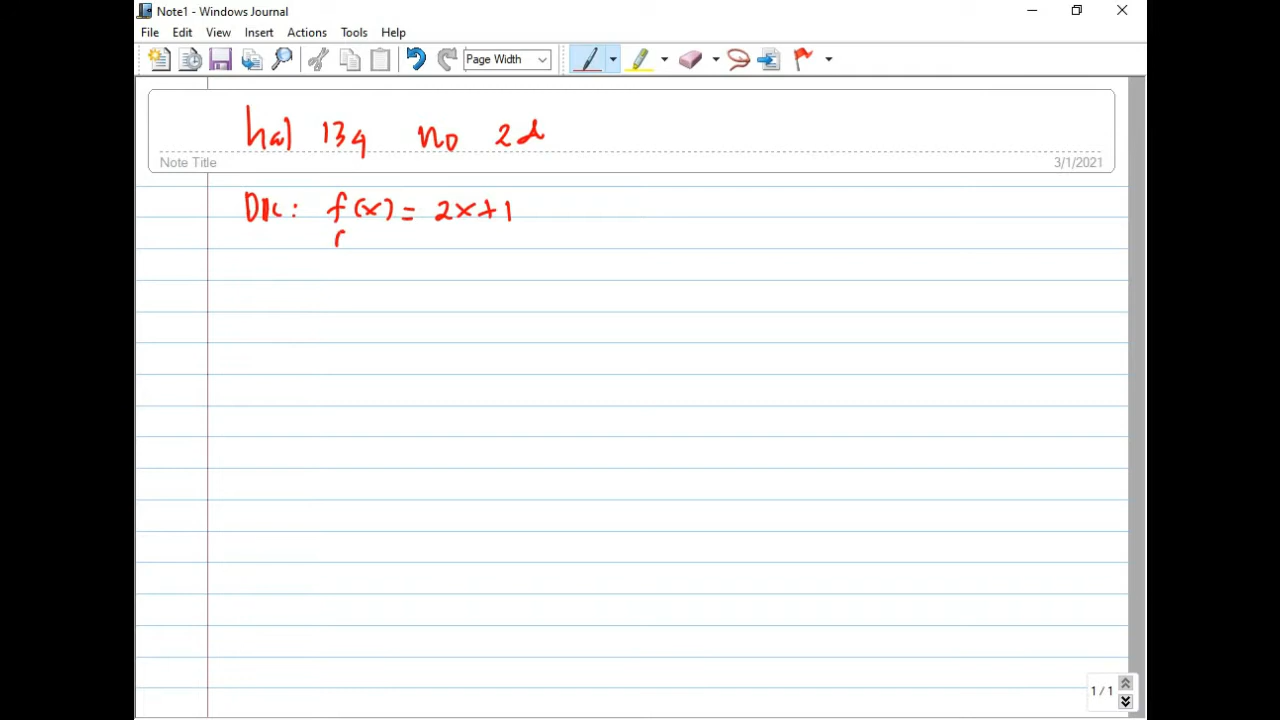 Note1 - Windows Journal
File Edit View Insert Actions Tools Help
Page Width
hal 134 no 2d
Note Title
3/1/2021
Dik: f(x) = 2x+1
1 / 1